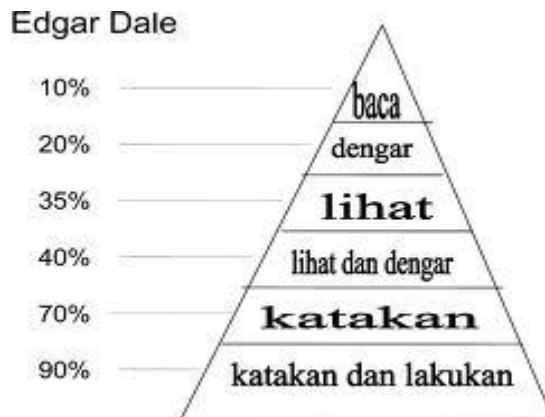 Edgar Dale
10% baca
20% dengar
35% lihat
40% lihat dan dengar
70% katakan
90% katakan dan lakukan